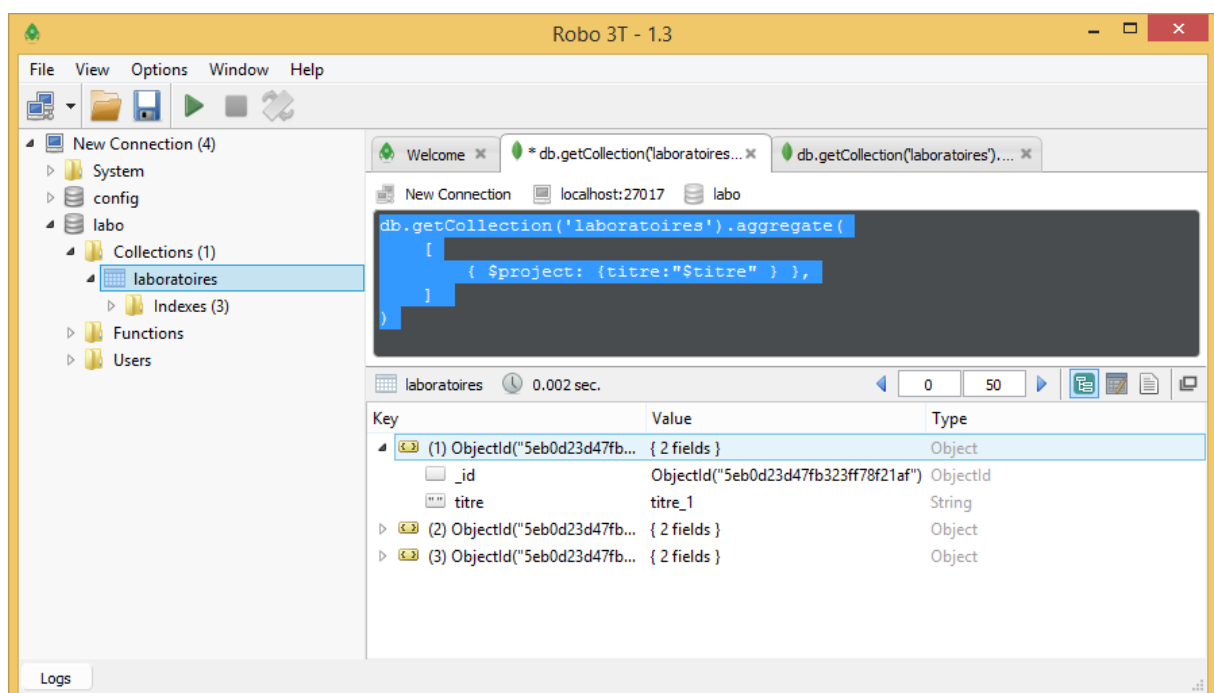 Robo 3T - 1.3
File View Options Window Help
New Connection (4)
System
config
labo
Collections (1)
laboratoires
Indexes (3)
Functions
Users
Welcome
* db.getCollection('laboratoires...
db.getCollection('laboratoires')....
New Connection localhost:27017 labo
db.getCollection('laboratoires').aggregate(
[
{ $project: {titre:"$titre" } },
]
)
laboratoires 0.002 sec. 0 50
Key Value Type
(1) ObjectId("5eb0d23d47fb... { 2 fields } Object
_id ObjectId("5eb0d23d47fb323ff78f21af") ObjectId
titre titre_1 String
(2) ObjectId("5eb0d23d47fb... { 2 fields } Object
(3) ObjectId("5eb0d23d47fb... { 2 fields } Object
Logs